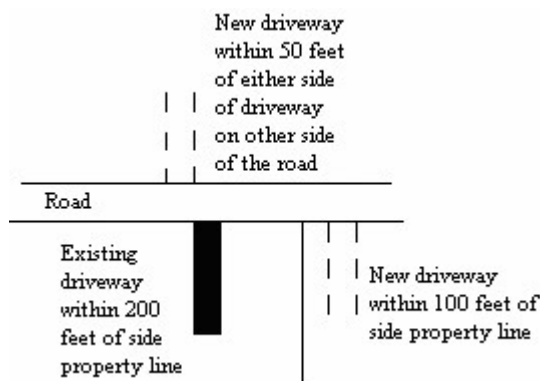 New driveway
within 50 feet
of either side
of driveway
on other side
of the road
Road
Existing
driveway
within 200
feet of side
property line
New driveway
within 100 feet of
side property line